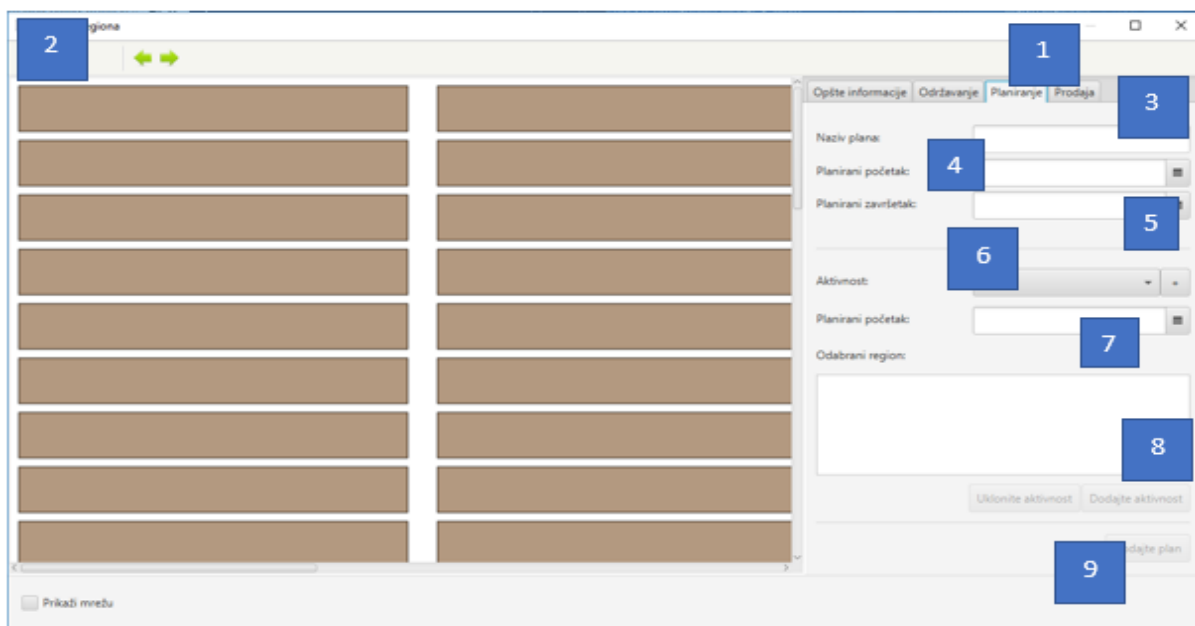 egiona
2
1
Opšte informacije Održavanje Planiranje Prodaja
3
Naziv plana:
4
Planirani početak:
Planirani završetak:
5
6
Aktivnost:
Planirani početak:
7
Odabrani region:
8
Uklonite aktivnost Dodajte aktivnost
dajte plan
9
Prikaži mrežu